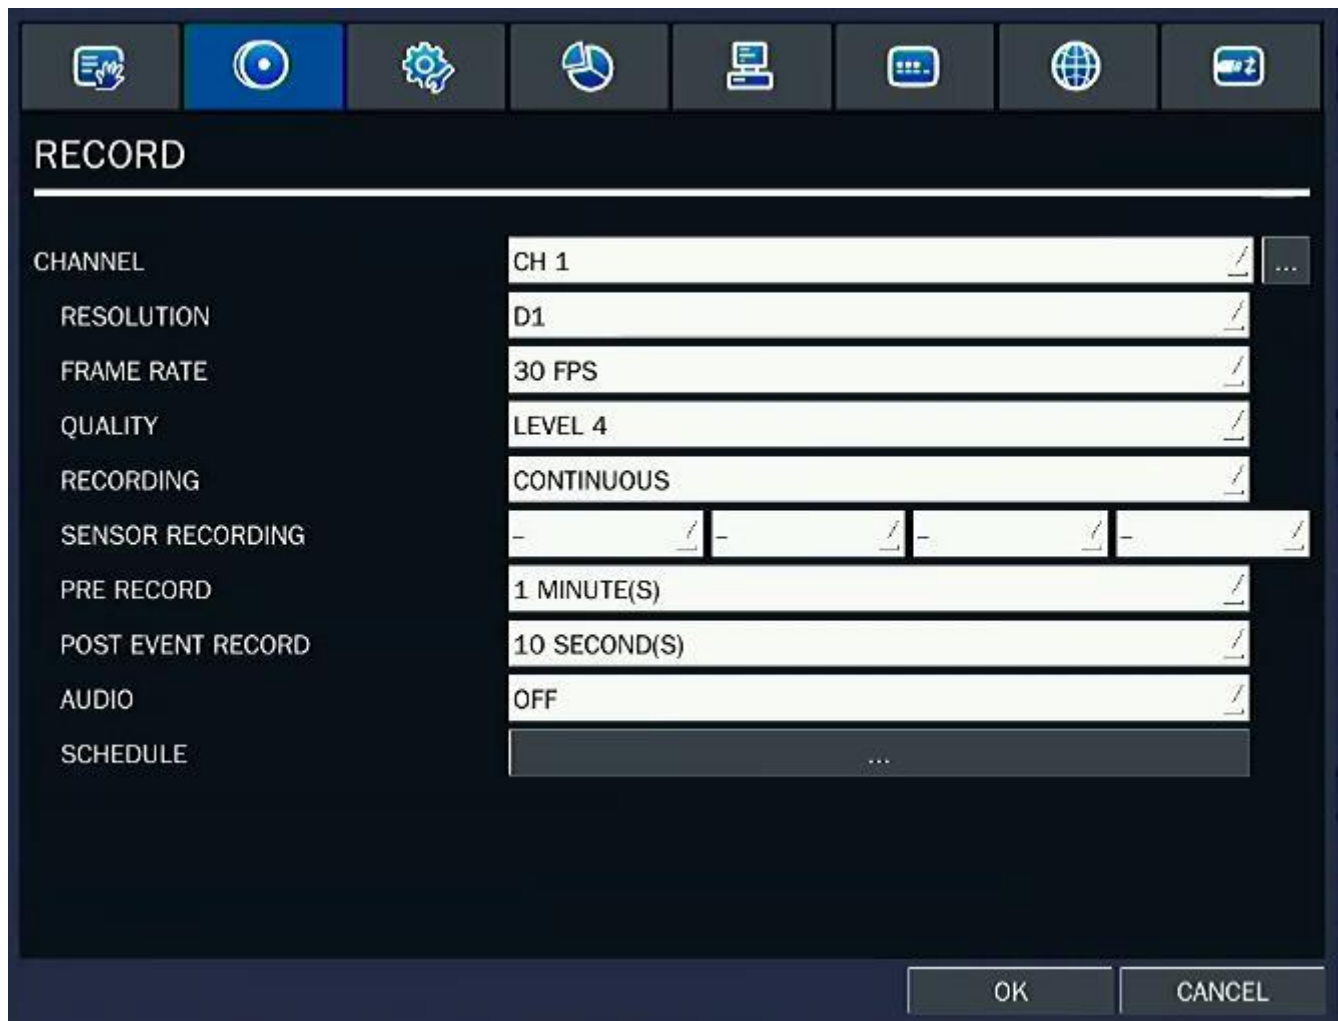 RECORD
CHANNEL CH 1 ...
RESOLUTION D1
FRAME RATE 30 FPS
QUALITY LEVEL 4
RECORDING CONTINUOUS
SENSOR RECORDING – – – –
PRE RECORD 1 MINUTE(S)
POST EVENT RECORD 10 SECOND(S)
AUDIO OFF
SCHEDULE ...
OK CANCEL